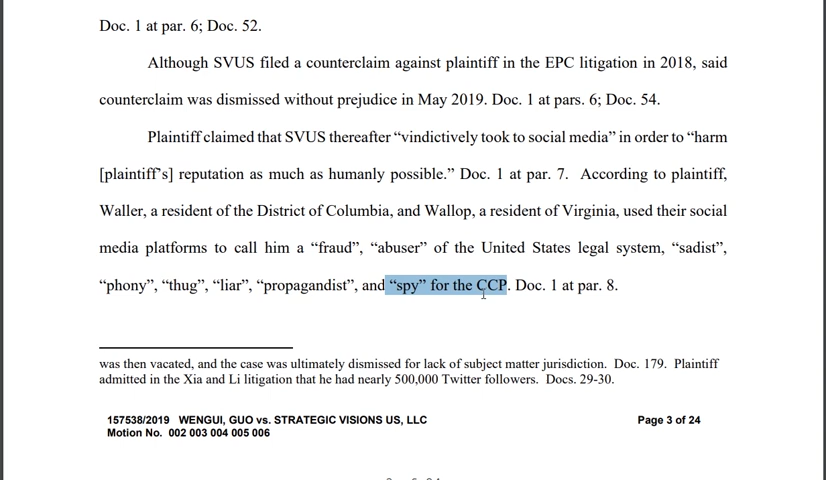 Doc. 1 at par. 6; Doc. 52.
Although SVUS filed a counterclaim against plaintiff in the EPC litigation in 2018, said
counterclaim was dismissed without prejudice in May 2019. Doc. 1 at pars. 6; Doc. 54.
Plaintiff claimed that SVUS thereafter “vindictively took to social media” in order to “harm
[plaintiff’s] reputation as much as humanly possible.” Doc. 1 at par. 7. According to plaintiff,
Waller, a resident of the District of Columbia, and Wallop, a resident of Virginia, used their social
media platforms to call him a “fraud”, “abuser” of the United States legal system, “sadist”,
“phony”, “thug”, “liar”, “propagandist”, and “spy” for the CCP. Doc. 1 at par. 8.
was then vacated, and the case was ultimately dismissed for lack of subject matter jurisdiction. Doc. 179. Plaintiff
admitted in the Xia and Li litigation that he had nearly 500,000 Twitter followers. Docs. 29-30.
157538/2019 WENGUI, GUO vs. STRATEGIC VISIONS US, LLC Page 3 of 24
Motion No. 002 003 004 005 006